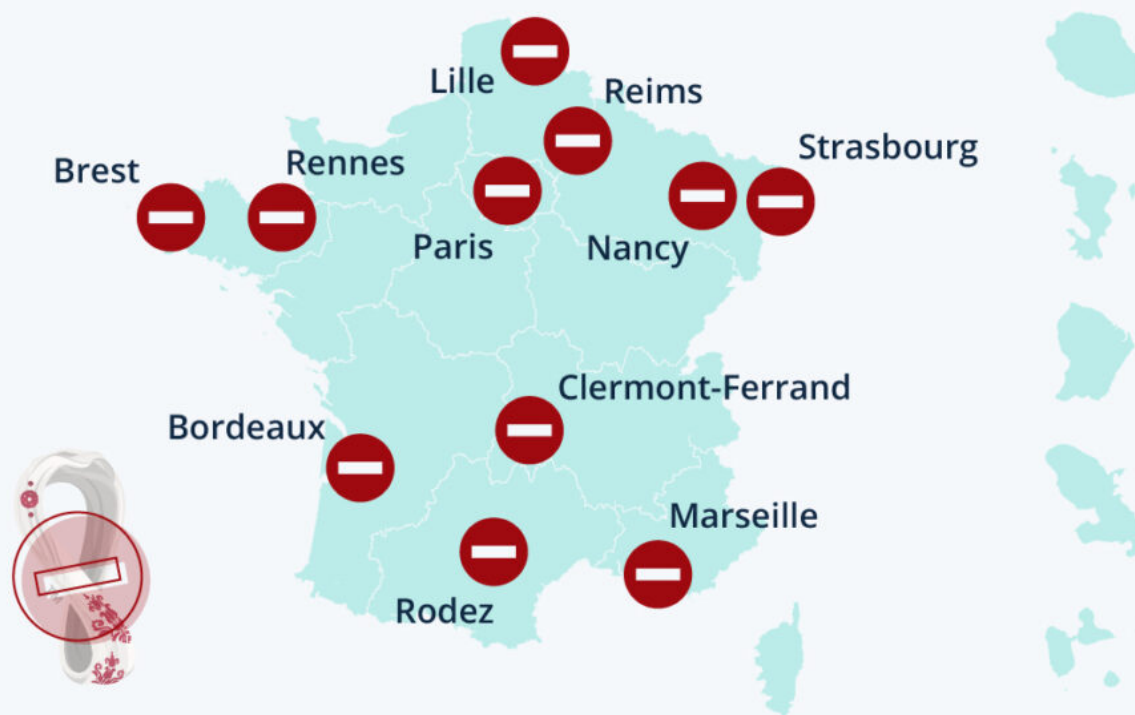 Lille
Reims
Strasbourg
Brest
Rennes
Paris
Nancy
Clermont-Ferrand
Bordeaux
Marseille
Rodez